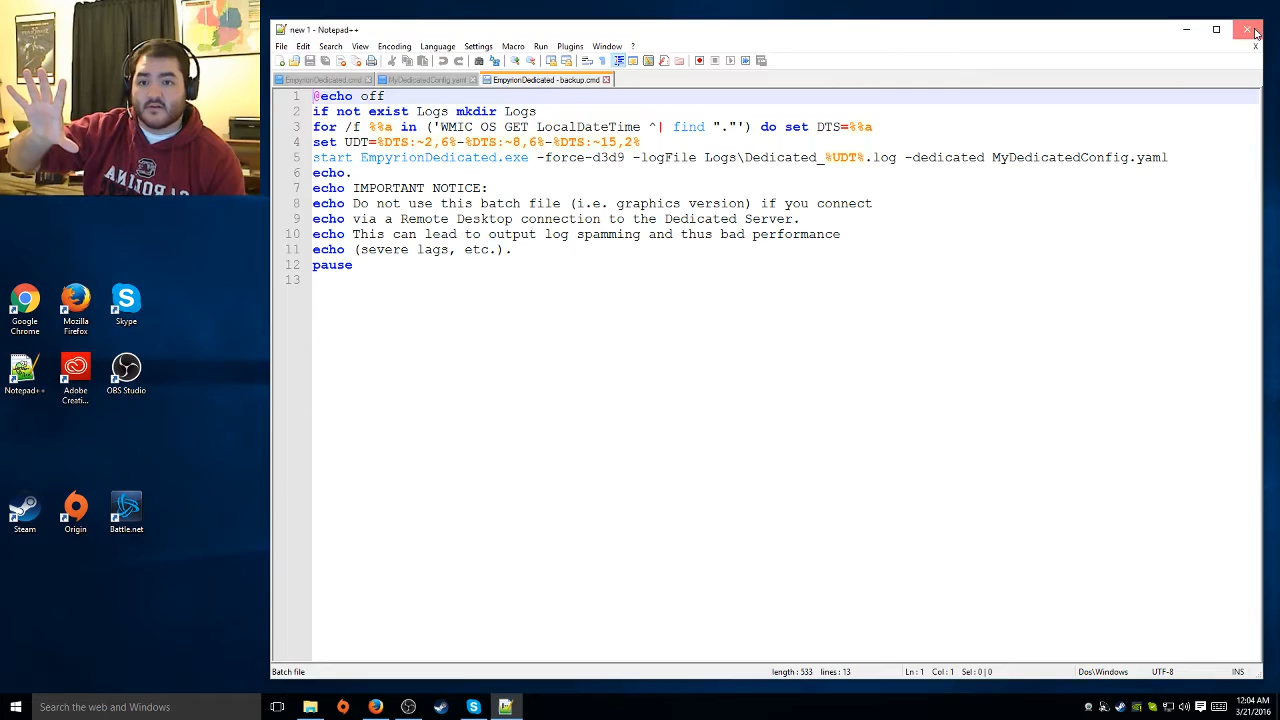 new 1 - Notepad++
File Edit Search View Encoding Language Settings Macro Run Plugins Window ?
EmpyrionDedicated.cmd MyDedicatedConfig.yaml EmpyrionDedicated - backup.cmd
1 @echo off
2 if not exist Logs mkdir Logs
3 for /f %%a in ('WMIC OS GET LocalDateTime ^| find "."') do set DTS=%%a
4 set UDT=%DTS:~2,6%-%DTS:~8,6%-%DTS:~15,2%
5 start EmpyrionDedicated.exe -force-d3d9 -logFile Logs\Dedicated_%UDT%.log -dedicated MyDedicatedConfig.yaml
6 echo.
7 echo IMPORTANT NOTICE:
8 echo Do not use this batch file (i.e. graphics version) if you connect
9 echo via a Remote Desktop connection to the Dedicated Server.
10 echo This can lead to output log spamming and thus bad performance
11 echo (severe lags, etc.).
12 pause
13
Batch file length: 533 lines: 13 Ln: 1 Col: 1 Sel: 0 | 0 Dos\Windows UTF-8 INS
CAROLINA
Google Chrome
Mozilla Firefox
Skype
Notepad++
Adobe Creati...
OBS Studio
Steam
Origin
Battle.net
Search the web and Windows
12:04 AM
3/21/2016